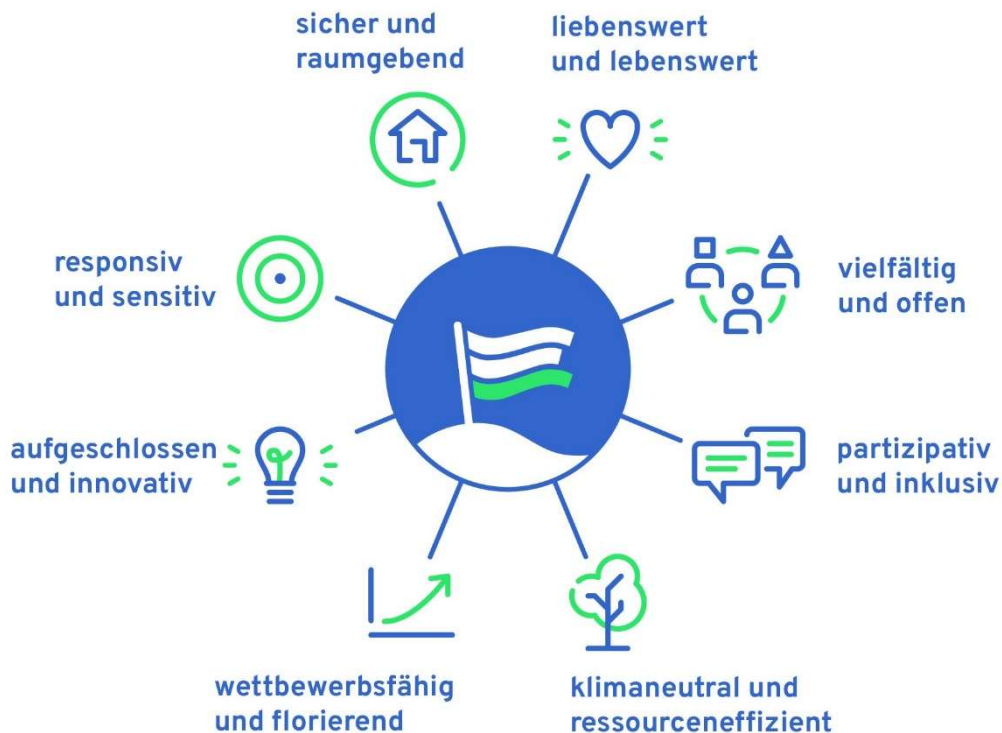 sicher und
raumgebend
liebenswert
und lebenswert
responsiv
und sensitiv
vielfältig
und offen
aufgeschlossen
und innovativ
partizipativ
und inklusiv
wettbewerbsfähig
und florierend
klimaneutral und
ressourceneffizient